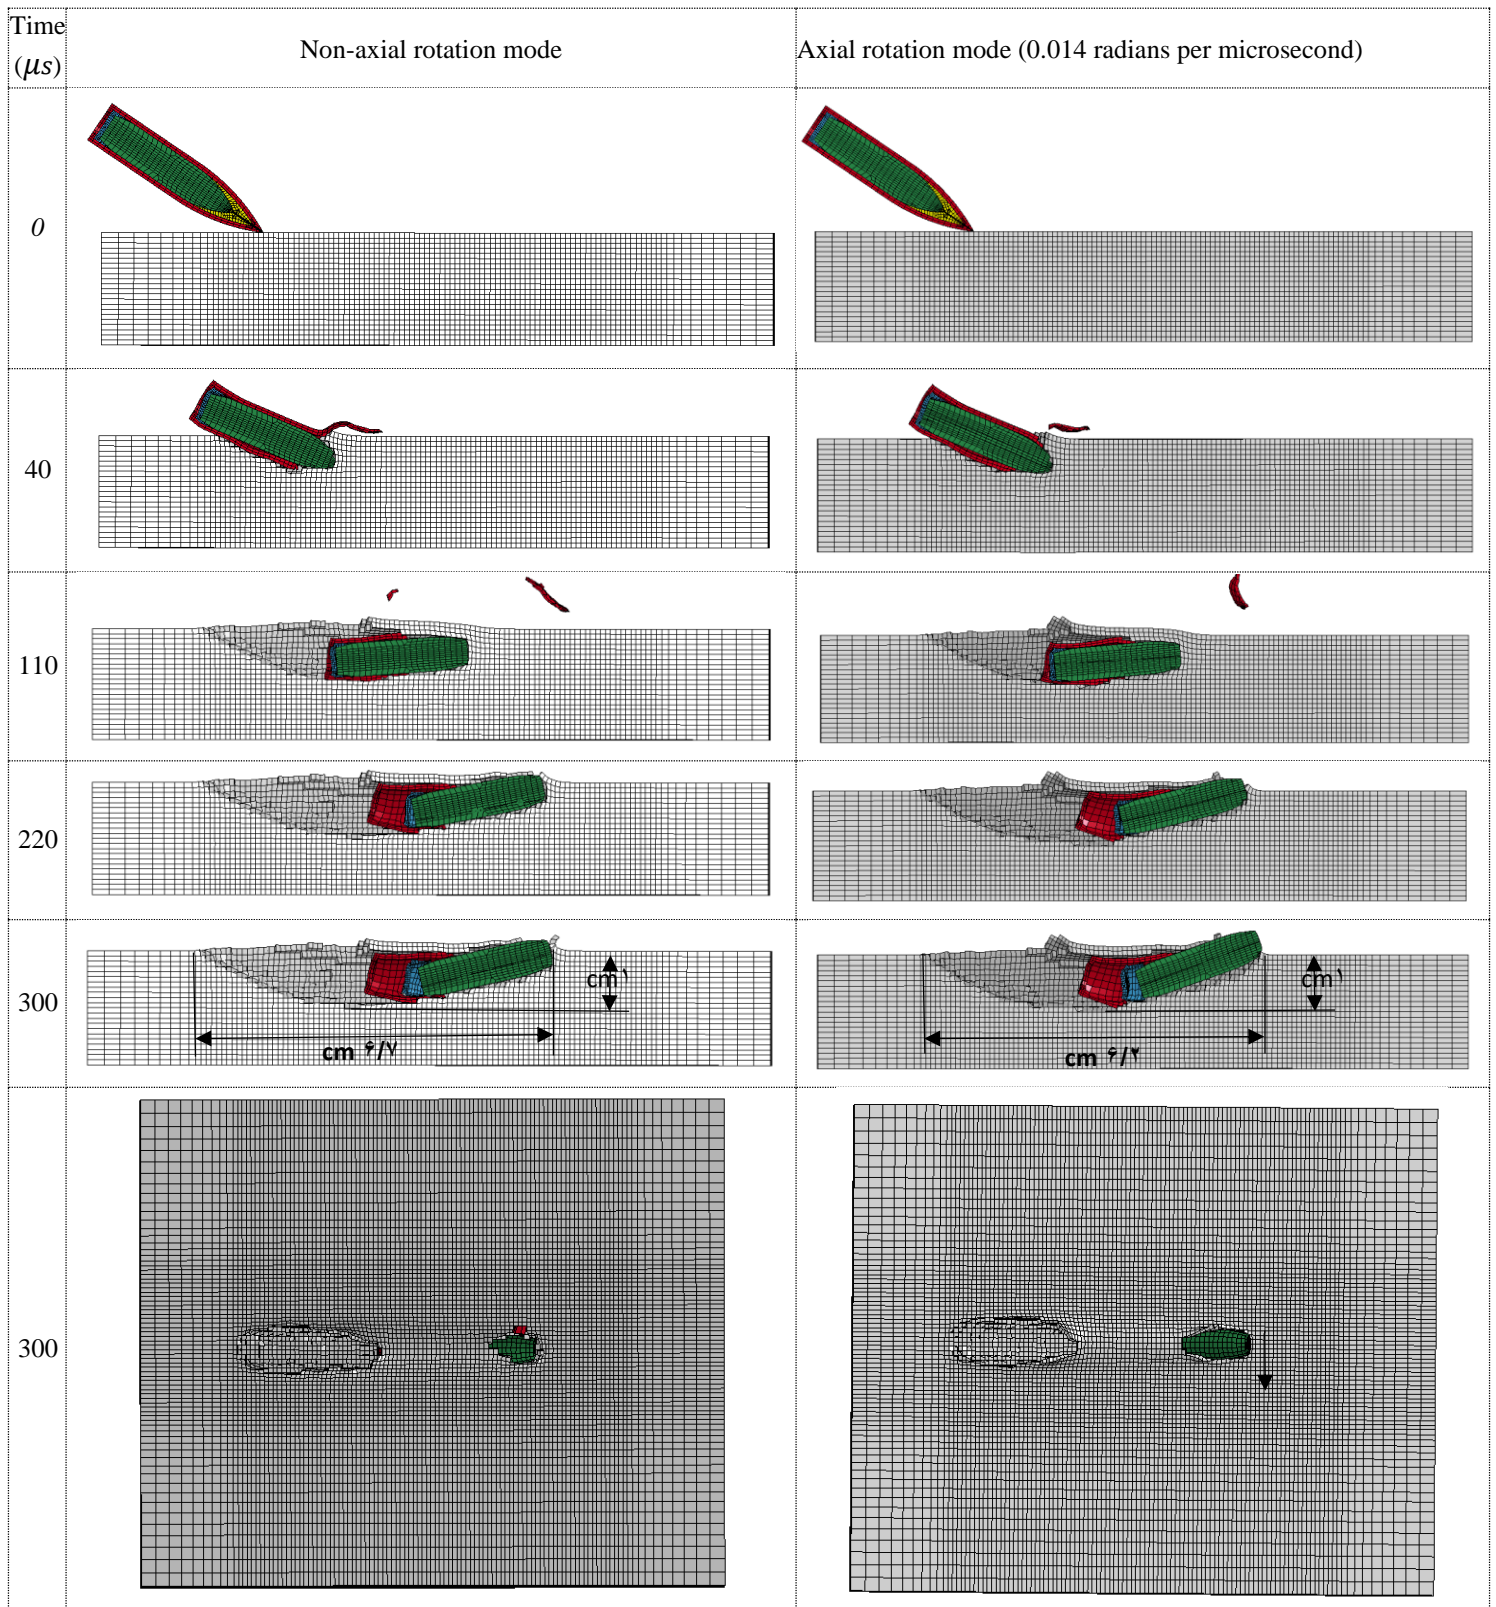 Time
(μs)
Non-axial rotation mode
Axial rotation mode (0.014 radians per microsecond)
0
40
110
220
300
cm ۱
cm ۶/۷
cm ۱
cm ۶/۲
300